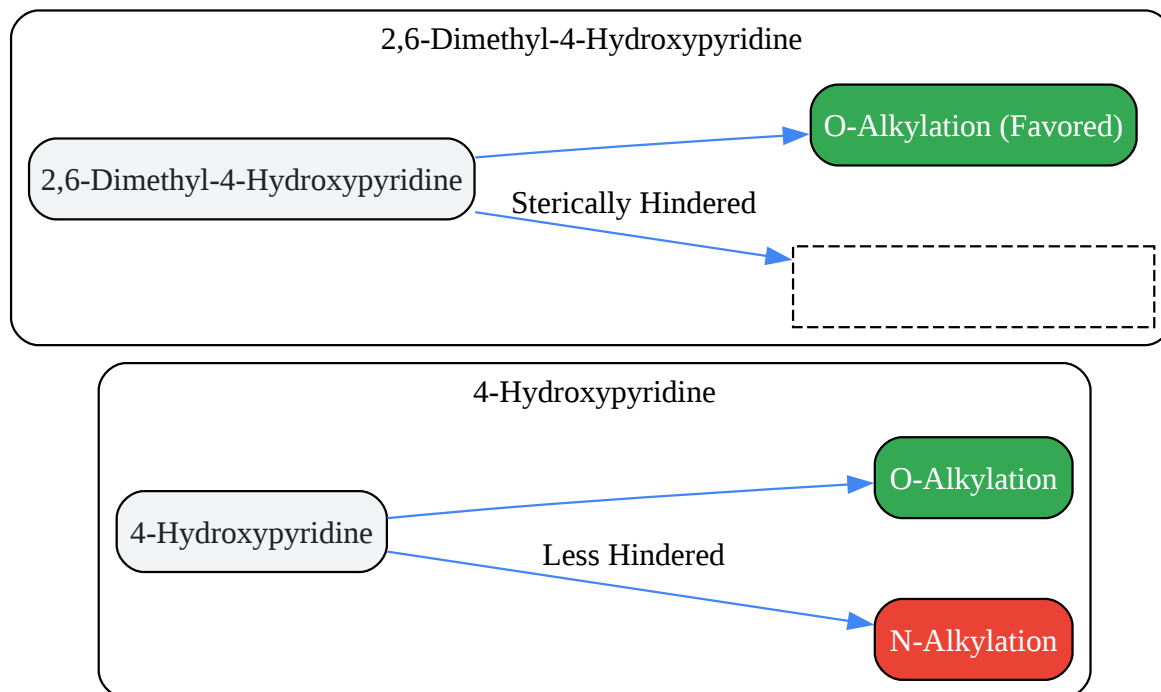 2,6-Dimethyl-4-Hydroxypyridine
O-Alkylation (Favored)
2,6-Dimethyl-4-Hydroxypyridine
Sterically Hindered
4-Hydroxypyridine
O-Alkylation
4-Hydroxypyridine
Less Hindered
N-Alkylation